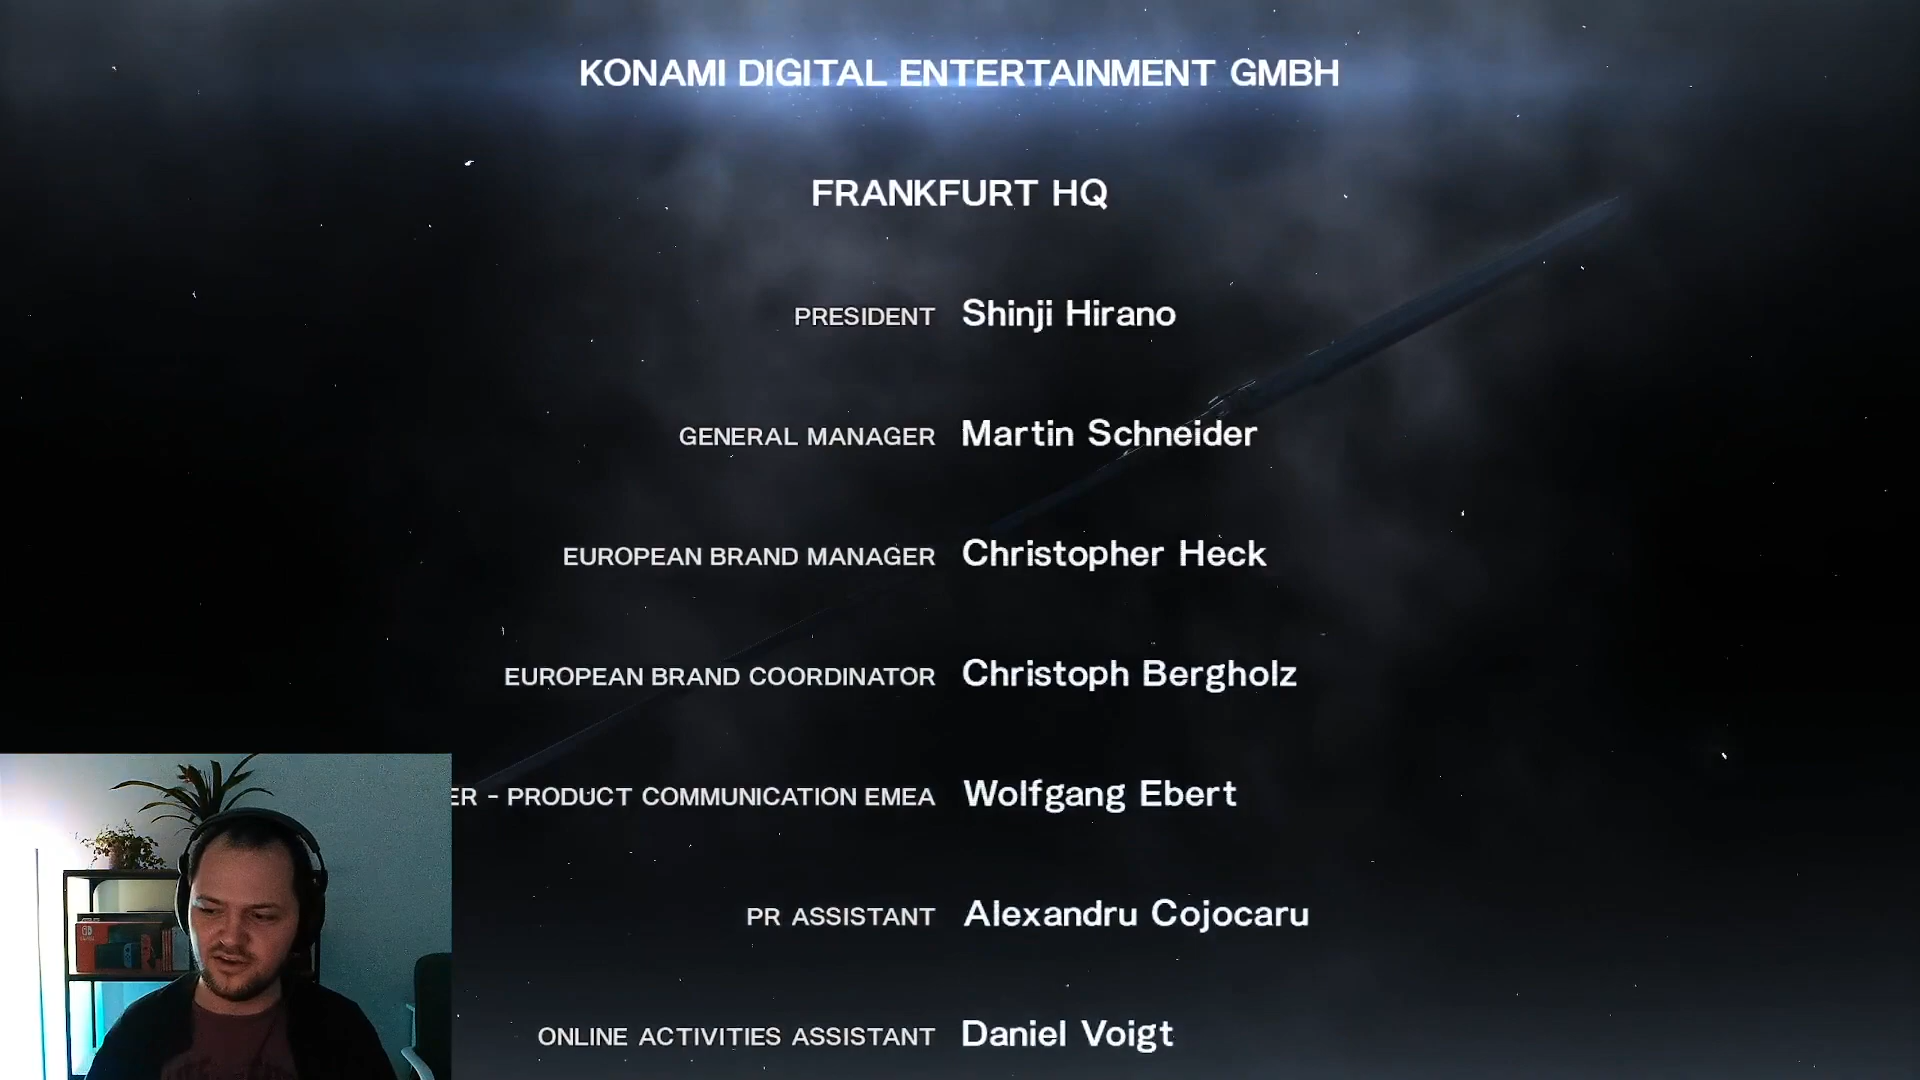 KONAMI DIGITAL ENTERTAINMENT GMBH
FRANKFURT HQ
PRESIDENT Shinji Hirano
GENERAL MANAGER Martin Schneider
EUROPEAN BRAND MANAGER Christopher Heck
EUROPEAN BRAND COORDINATOR Christoph Bergholz
ER - PRODUCT COMMUNICATION EMEA Wolfgang Ebert
PR ASSISTANT Alexandru Cojocaru
ONLINE ACTIVITIES ASSISTANT Daniel Voigt